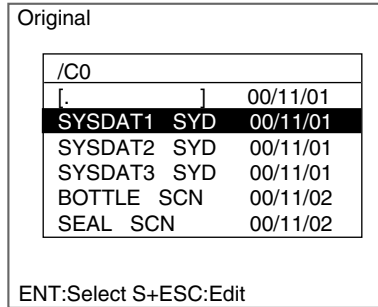 Original
/C0
[. ] 00/11/01
SYSDAT1 SYD 00/11/01
SYSDAT2 SYD 00/11/01
SYSDAT3 SYD 00/11/01
BOTTLE SCN 00/11/02
SEAL SCN 00/11/02
ENT:Select S+ESC:Edit